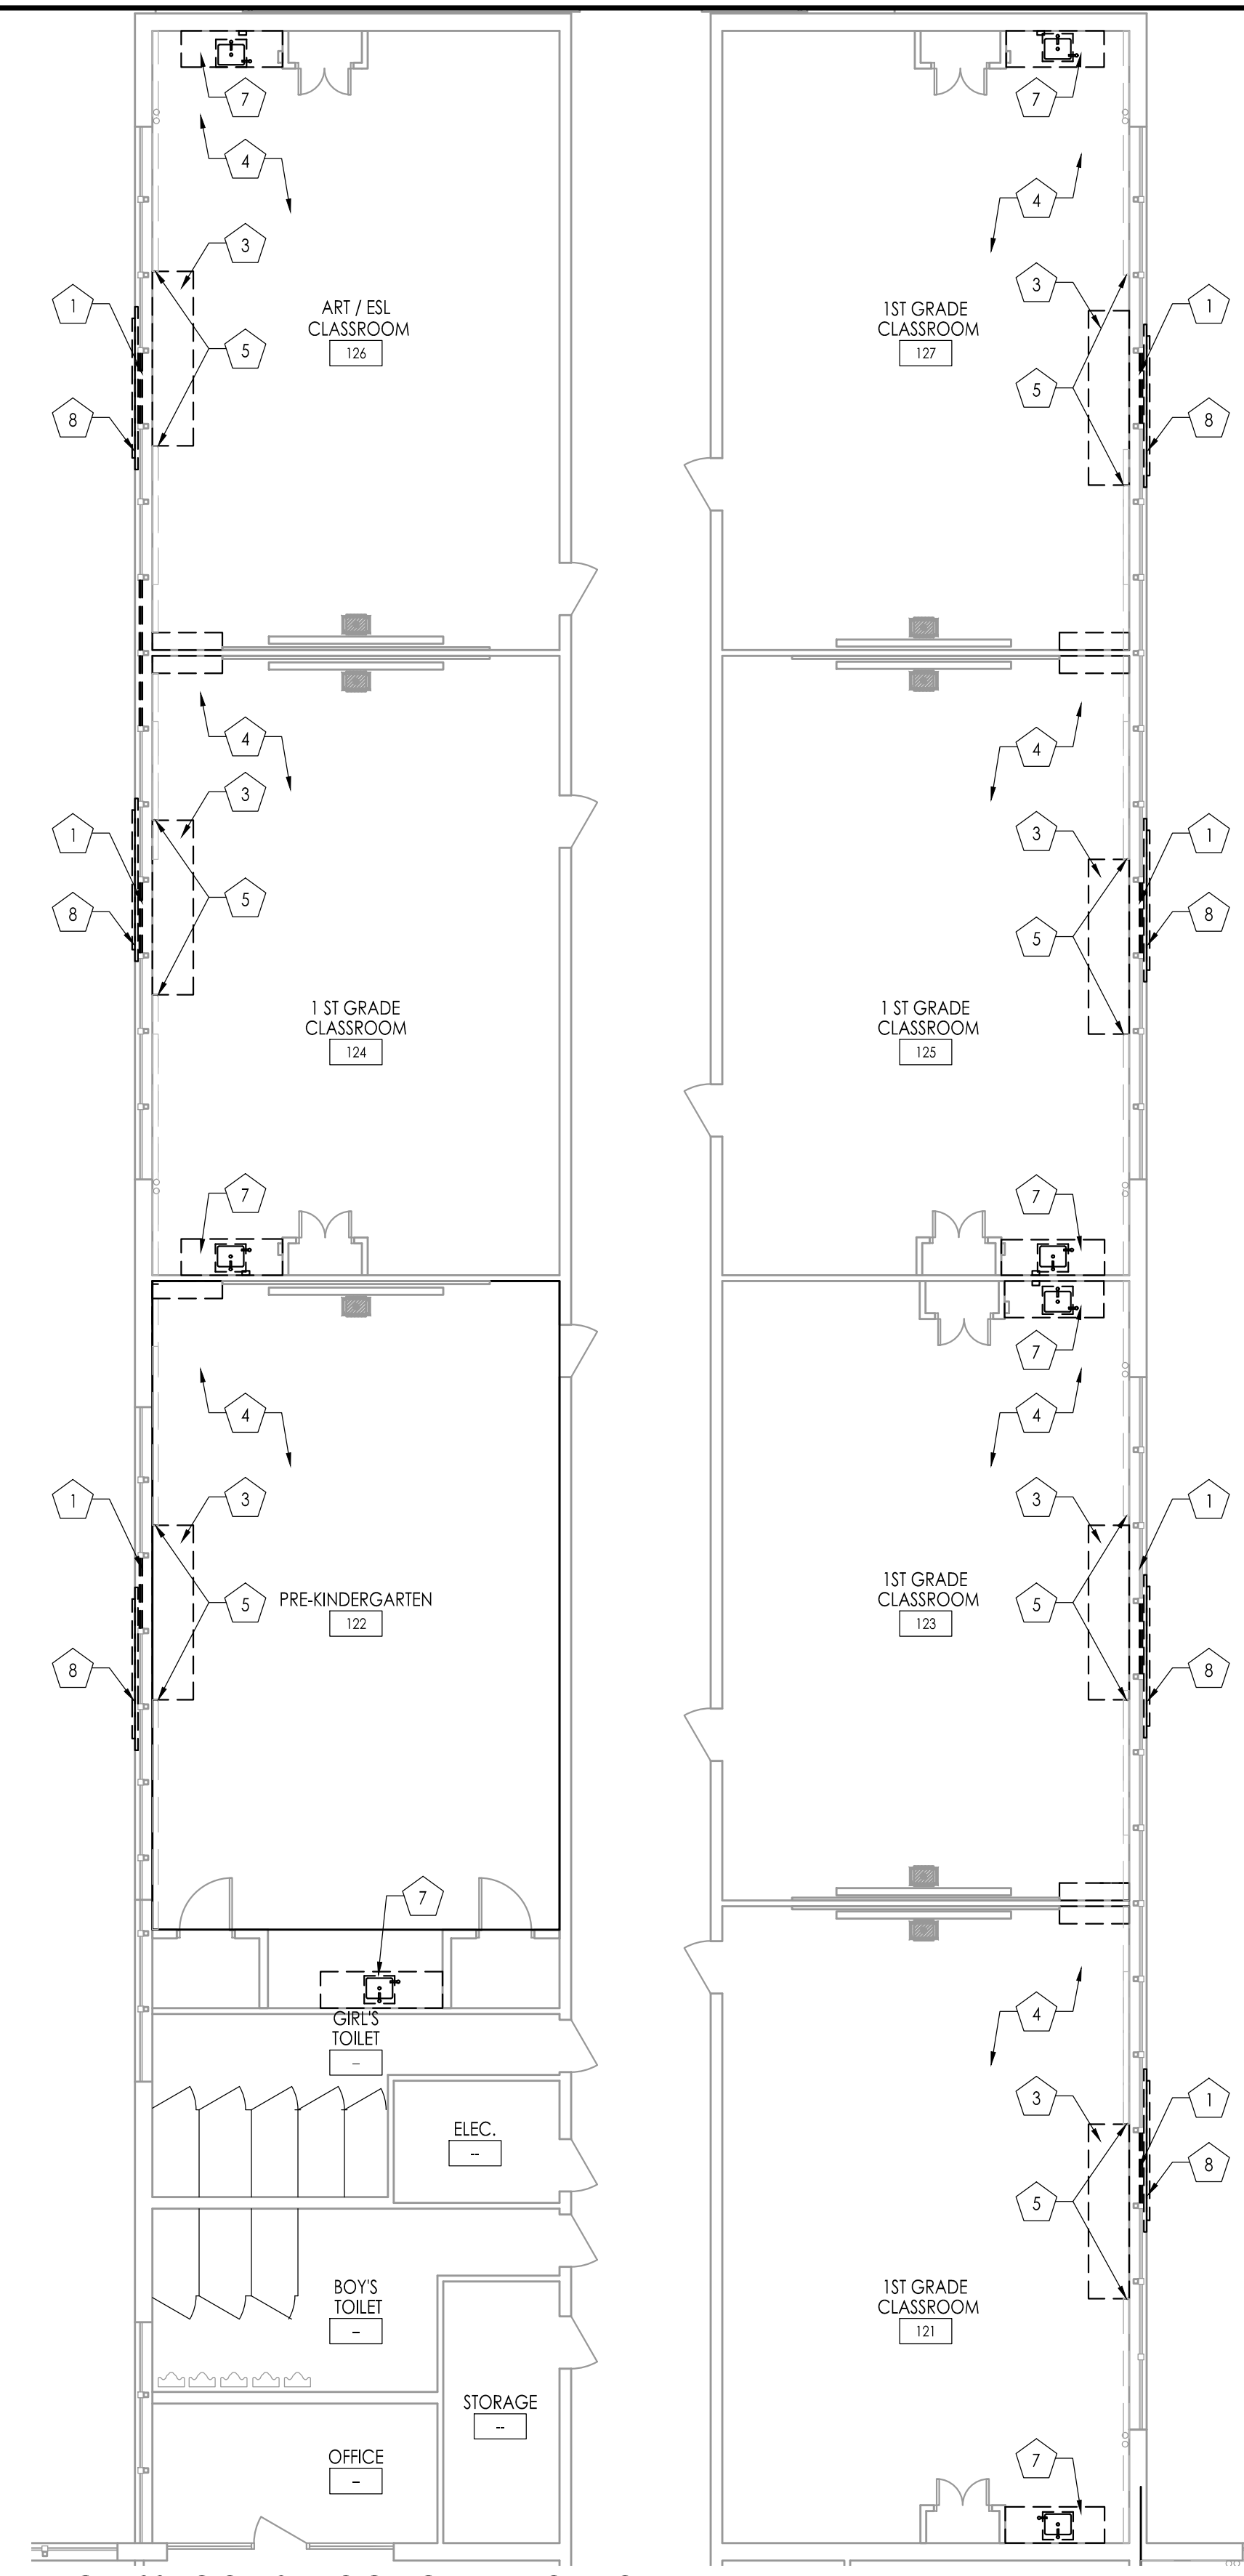 7
7
4
4
3
3
1
ART / ESL
CLASSROOM
126
1ST GRADE
CLASSROOM
127
1
5
5
8
8
4
4
3
3
1
1
5
5
8
8
1 ST GRADE
CLASSROOM
124
1 ST GRADE
CLASSROOM
125
7
7
7
4
4
1
3
3
1
PRE-KINDERGARTEN
122
5
1ST GRADE
CLASSROOM
123
5
8
8
7
GIRL'S
TOILET
–
4
3
1
ELEC.
--
8
5
BOY'S
TOILET
–
1ST GRADE
CLASSROOM
121
STORAGE
--
OFFICE
–
7